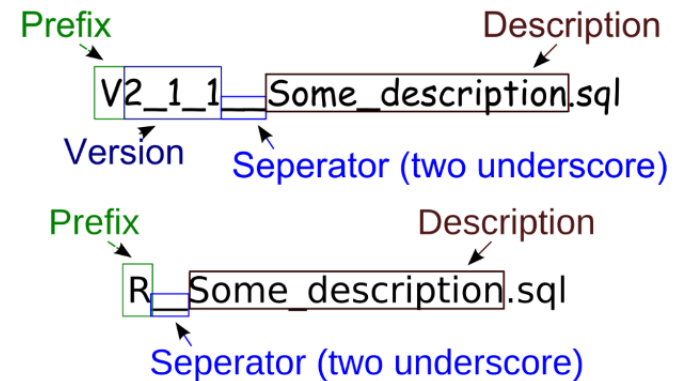 Prefix Description
V2_1_1__Some_description.sql
Version
Seperator (two underscore)
Prefix Description
R__Some_description.sql
Seperator (two underscore)